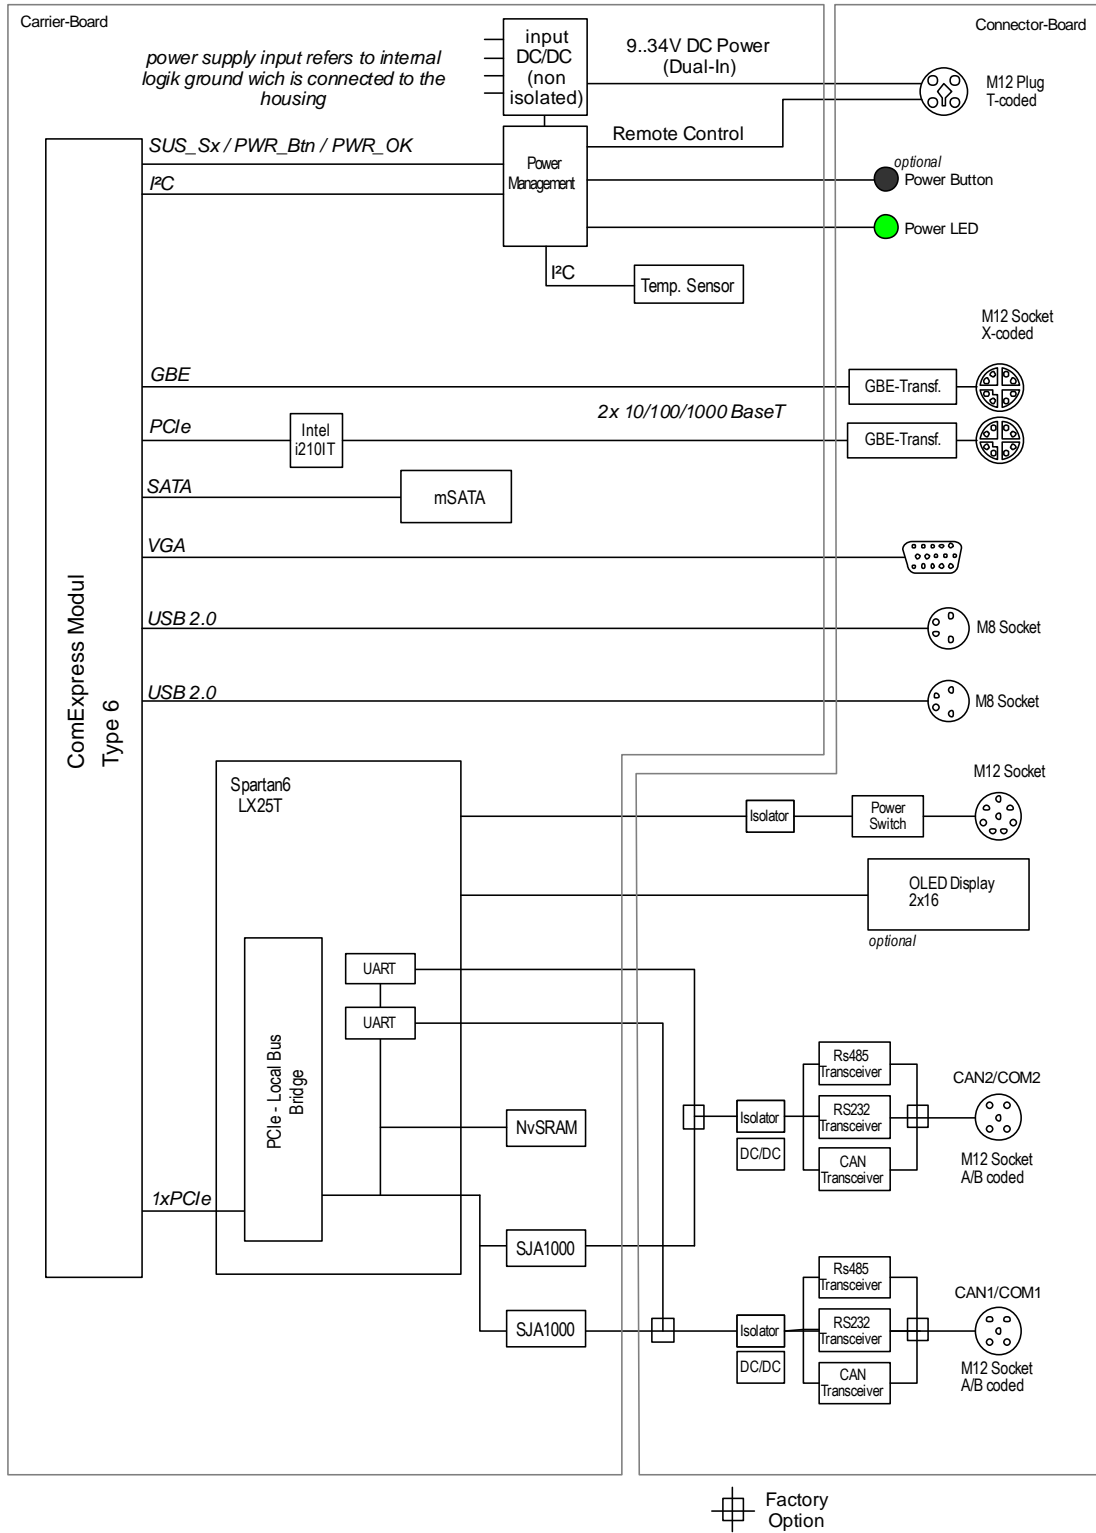 Carrier-Board
Connector-Board
power supply input refers to internal
logik ground wich is connected to the
housing
input
DC/DC
(non
isolated)
9..34V DC Power
(Dual-In)
M12 Plug
T-coded
SUS_Sx / PWR_Btn / PWR_OK
I²C
Power
Management
Remote Control
optional
Power Button
Power LED
I²C
Temp. Sensor
M12 Socket
X-coded
GBE
GBE-Transf.
2x 10/100/1000 BaseT
PCIe
Intel
i210IT
GBE-Transf.
SATA
mSATA
VGA
USB 2.0
M8 Socket
USB 2.0
M8 Socket
ComExpress Modul
Type 6
Spartan6
LX25T
M12 Socket
Isolator
Power
Switch
OLED Display
2x16
optional
UART
UART
PCIe - Local Bus
Bridge
NvSRAM
1xPCIe
SJA1000
SJA1000
Isolator
DC/DC
Rs485
Transceiver
RS232
Transceiver
CAN
Transceiver
CAN2/COM2
M12 Socket
A/B coded
Isolator
DC/DC
Rs485
Transceiver
RS232
Transceiver
CAN
Transceiver
CAN1/COM1
M12 Socket
A/B coded
Factory
Option